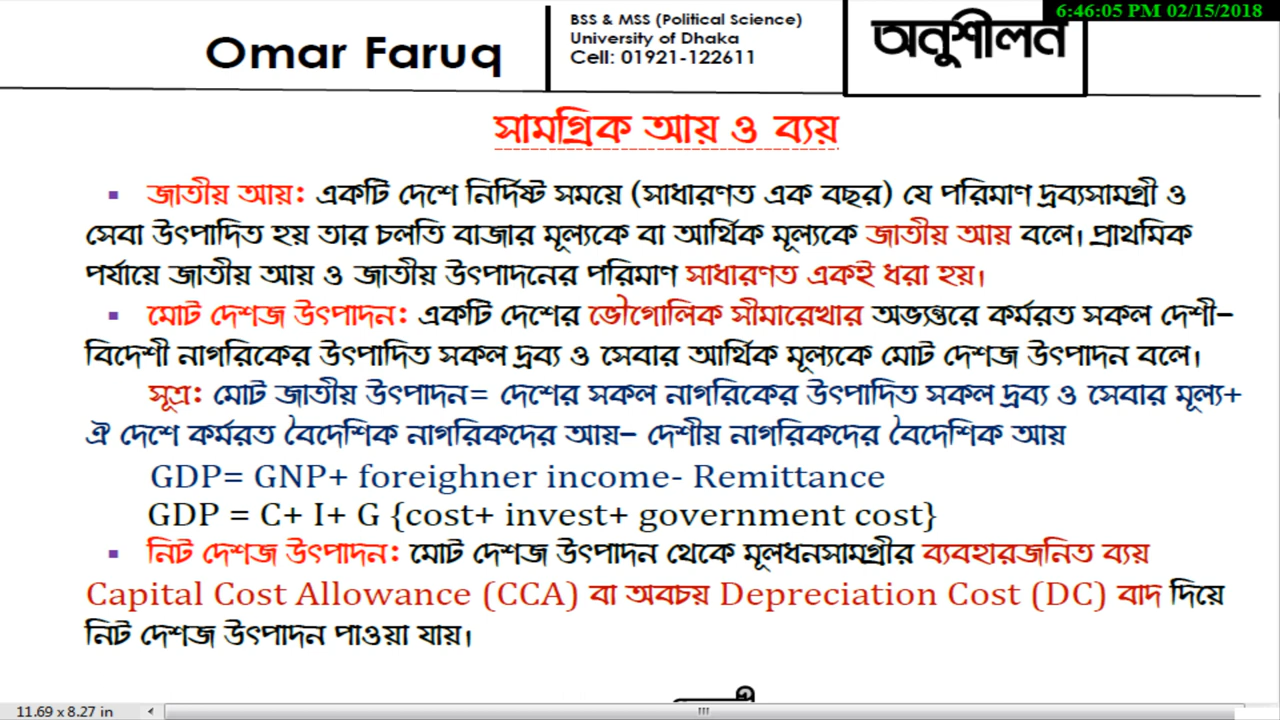 6:46:05 PM 02/15/2018
Omar Faruq
BSS & MSS (Political Science)
University of Dhaka
Cell: 01921-122611
অনুশীলন
সামগ্রিক আয় ও ব্যয়
▪ জাতীয় আয়: একটি দেশে নির্দিষ্ট সময়ে (সাধারণত এক বছর) যে পরিমাণ দ্রব্যসামগ্রী ও
সেবা উৎপাদিত হয় তার চলতি বাজার মূল্যকে বা আর্থিক মূল্যকে জাতীয় আয় বলে। প্রাথমিক
পর্যায়ে জাতীয় আয় ও জাতীয় উৎপাদনের পরিমাণ সাধারণত একই ধরা হয়।
▪ মোট দেশজ উৎপাদন: একটি দেশের ভৌগোলিক সীমারেখার অভ্যন্তরে কর্মরত সকল দেশী–
বিদেশী নাগরিকের উৎপাদিত সকল দ্রব্য ও সেবার আর্থিক মূল্যকে মোট দেশজ উৎপাদন বলে।
সূত্র: মোট জাতীয় উৎপাদন= দেশের সকল নাগরিকের উৎপাদিত সকল দ্রব্য ও সেবার মূল্য+
ঐ দেশে কর্মরত বৈদেশিক নাগরিকদের আয়– দেশীয় নাগরিকদের বৈদেশিক আয়
GDP= GNP+ foreighner income- Remittance
GDP = C+ I+ G {cost+ invest+ government cost}
▪ নিট দেশজ উৎপাদন: মোট দেশজ উৎপাদন থেকে মূলধনসামগ্রীর ব্যবহারজনিত ব্যয়
Capital Cost Allowance (CCA) বা অবচয় Depreciation Cost (DC) বাদ দিয়ে
নিট দেশজ উৎপাদন পাওয়া যায়।
11.69 x 8.27 in